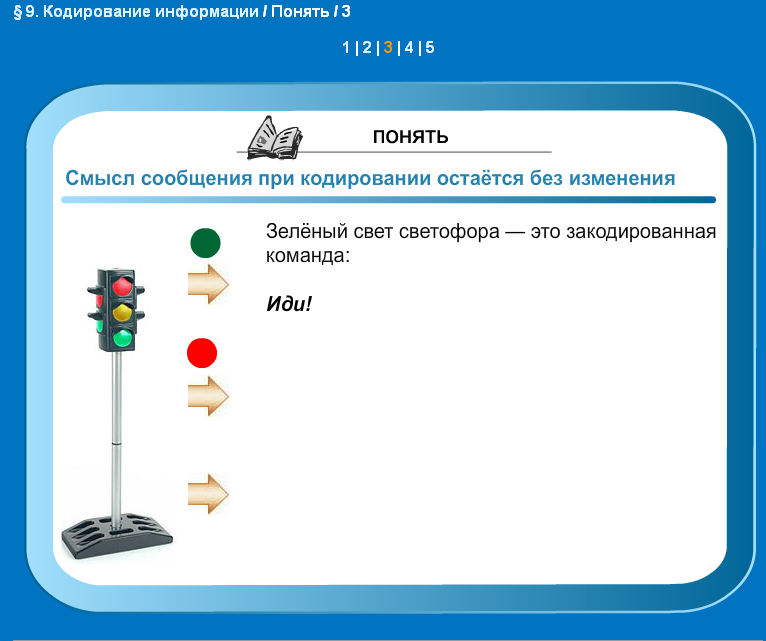 § 9. Кодирование информации / Понять / 3
1 | 2 | 3 | 4 | 5
ПОНЯТЬ
Смысл сообщения при кодировании остаётся без изменения
Зелёный свет светофора — это закодированная
команда:
Иди!